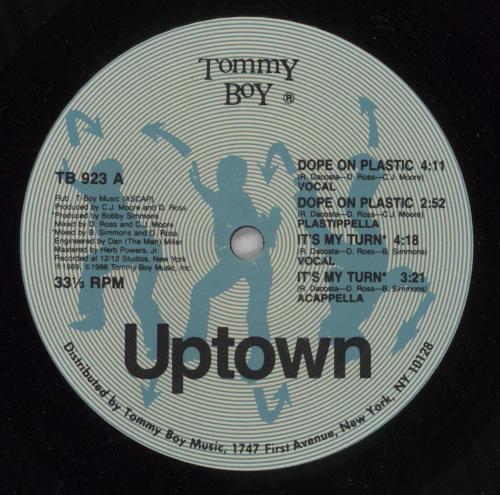 Tommy
Boy ®
TB 923 A
Pub.: T-Boy Music (ASCAP)
Produced by C.J. Moore and D. Ross
*Produced by Bobby Simmons
Mixed by D. Ross and C.J. Moore
*Mixed by B. Simmons and D. Ross
Engineered by Dan (The Man) Miller
Mastered by Herb Powers, Jr.
Recorded at 12/12 Studios, New York
℗1989, ©1988 Tommy Boy Music, Inc.
33⅓ RPM
DOPE ON PLASTIC 4:11
(R. Dacosta—D. Ross—C.J. Moore)
VOCAL
DOPE ON PLASTIC 2:52
(R. Dacosta—D. Ross—C.J. Moore)
PLASTIPPELLA
IT'S MY TURN* 4:18
(R. Dacosta—D. Ross—B. Simmons)
VOCAL
IT'S MY TURN* 3:21
(R. Dacosta—D. Ross—B. Simmons)
ACAPPELLA
Uptown
Distributed by Tommy Boy Music, 1747 First Avenue, New York, NY 10128